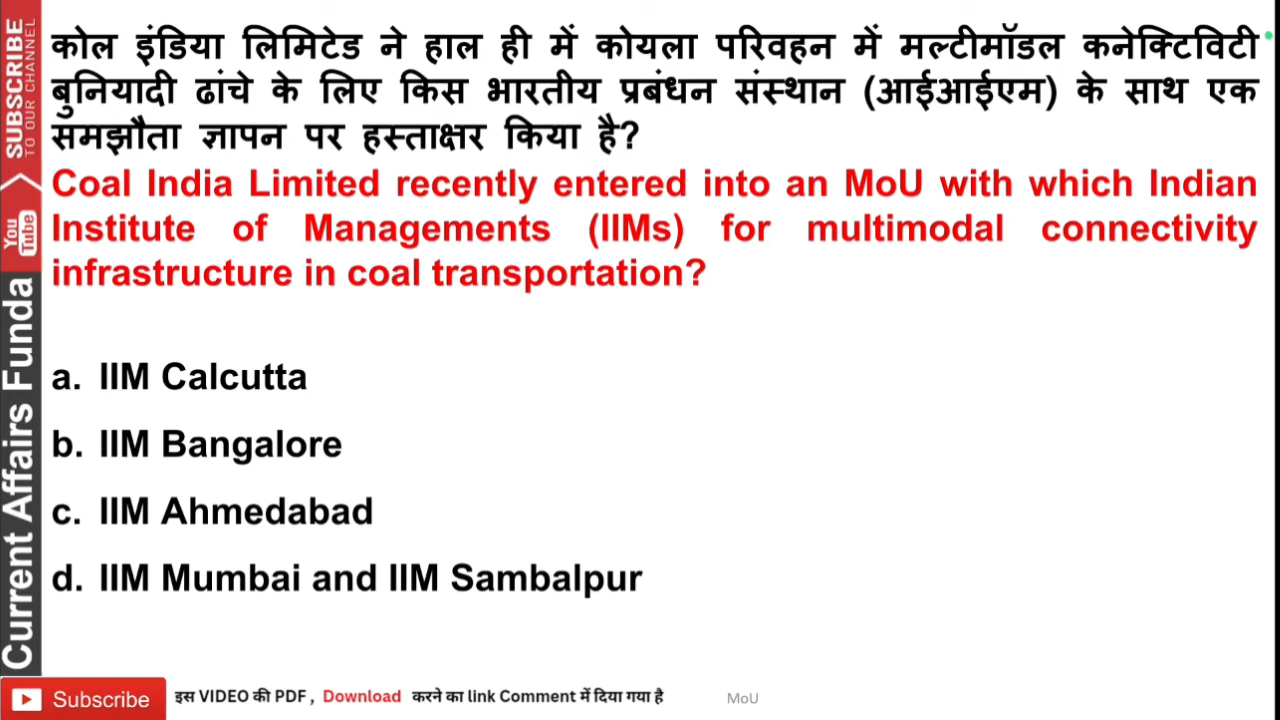 कोल इंडिया लिमिटेड ने हाल ही में कोयला परिवहन में मल्टीमॉडल कनेक्टिविटी
बुनियादी ढांचे के लिए किस भारतीय प्रबंधन संस्थान (आईआईएम) के साथ एक
समझौता ज्ञापन पर हस्ताक्षर किया है?
Coal India Limited recently entered into an MoU with which Indian
Institute of Managements (IIMs) for multimodal connectivity
infrastructure in coal transportation?
a. IIM Calcutta
b. IIM Bangalore
c. IIM Ahmedabad
d. IIM Mumbai and IIM Sambalpur
SUBSCRIBE
TO OUR CHANNEL
You
Tube
Current Affairs Funda
Subscribe
इस VIDEO की PDF , Download करने का link Comment में दिया गया है
MoU